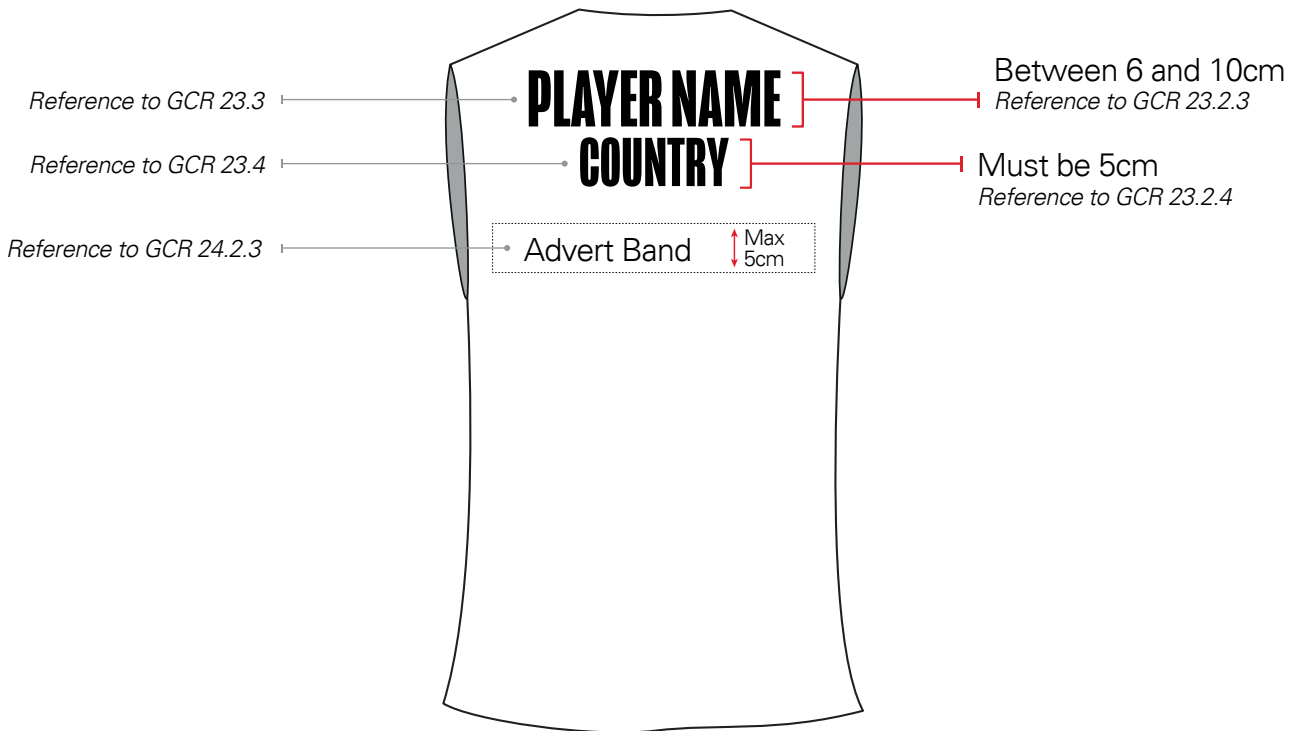 Reference to GCR 23.3
PLAYER NAME
Between 6 and 10cm
Reference to GCR 23.2.3
Reference to GCR 23.4
COUNTRY
Must be 5cm
Reference to GCR 23.2.4
Reference to GCR 24.2.3
Advert Band
Max
5cm